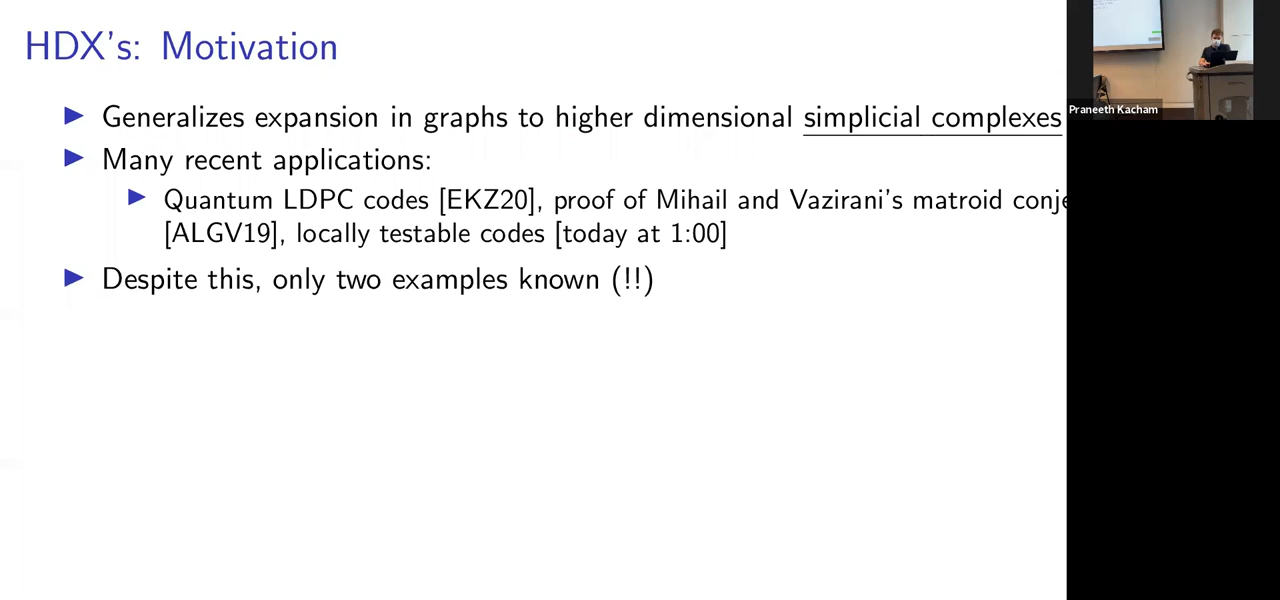 HDX's: Motivation
Generalizes expansion in graphs to higher dimensional simplicial complexes
Many recent applications:
Quantum LDPC codes [EKZ20], proof of Mihail and Vazirani's matroid conje
[ALGV19], locally testable codes [today at 1:00]
Despite this, only two examples known (!!)
Praneeth Kacham